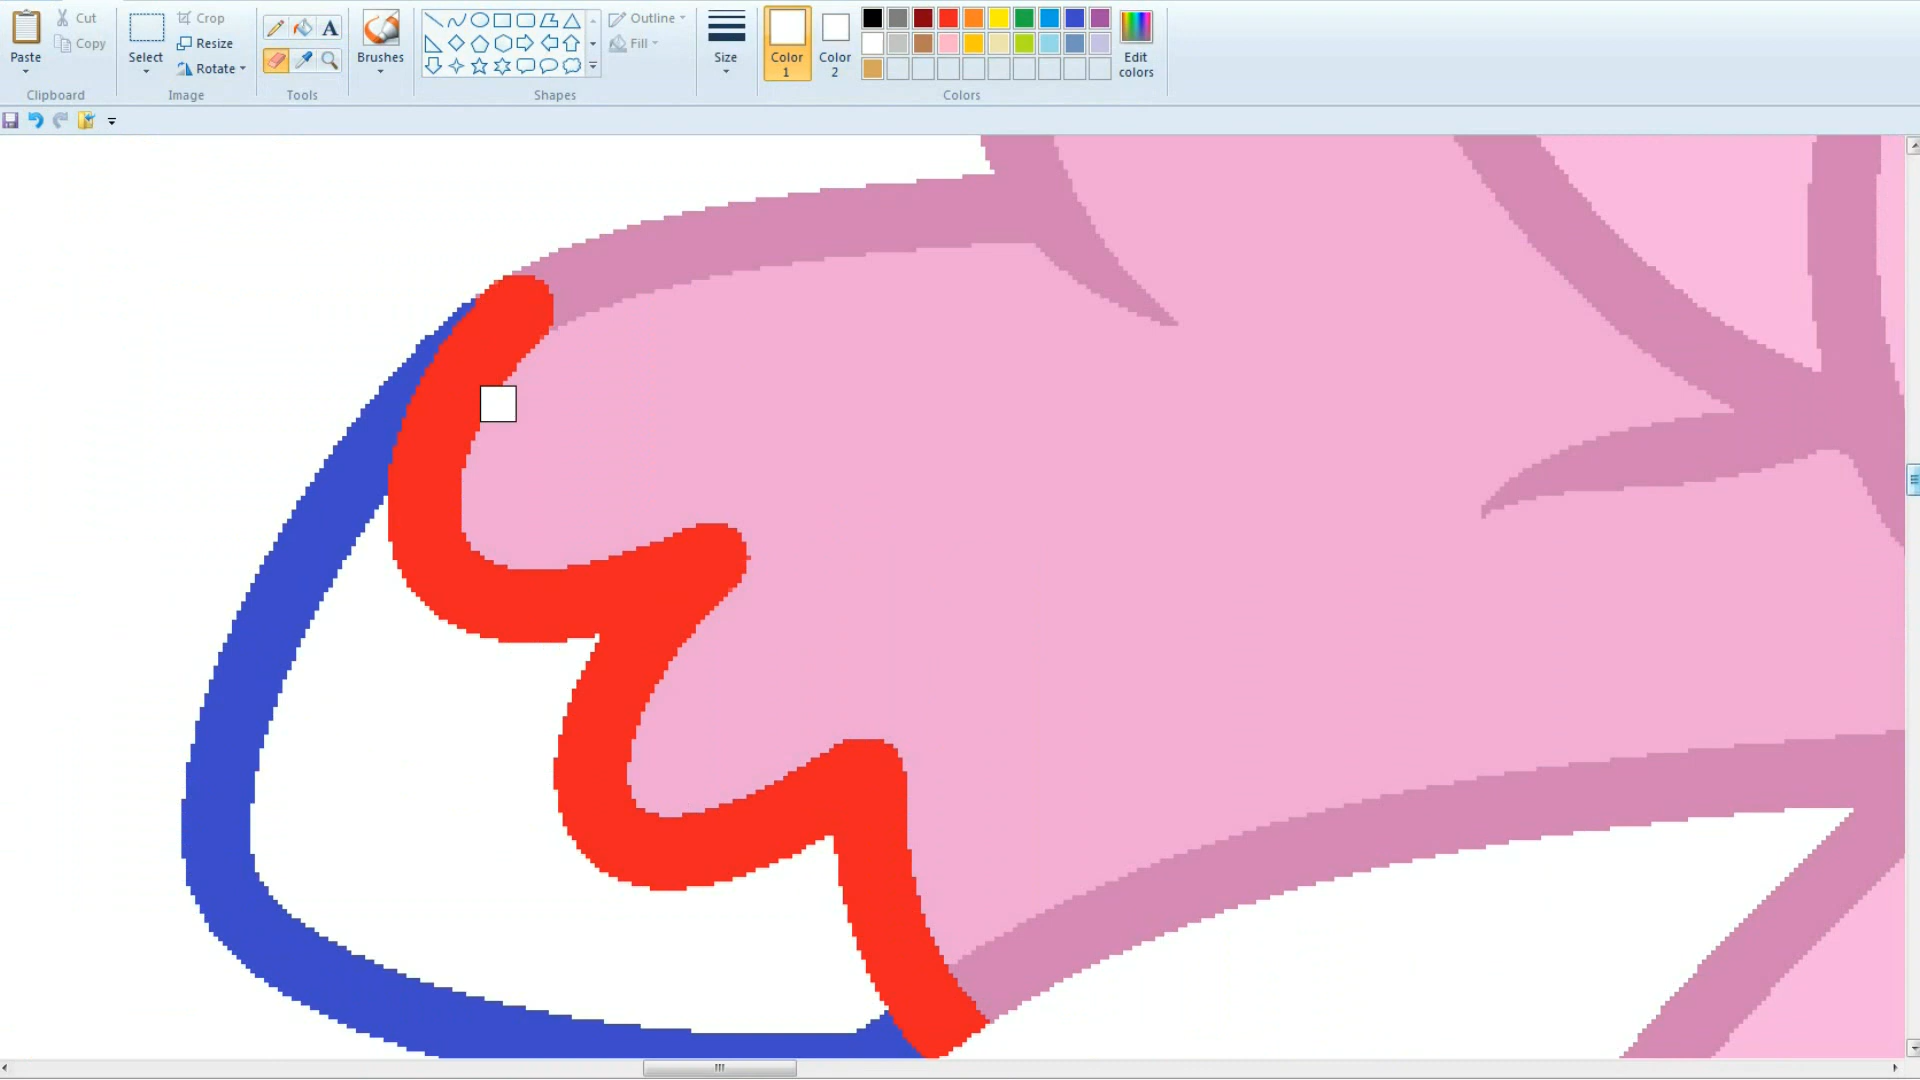 Paste
Cut
Copy
Clipboard
Select
Crop
Resize
Rotate
Image
A
Tools
Brushes
Shapes
Outline
Fill
Size
Color 1
Color 2
Colors
Edit colors